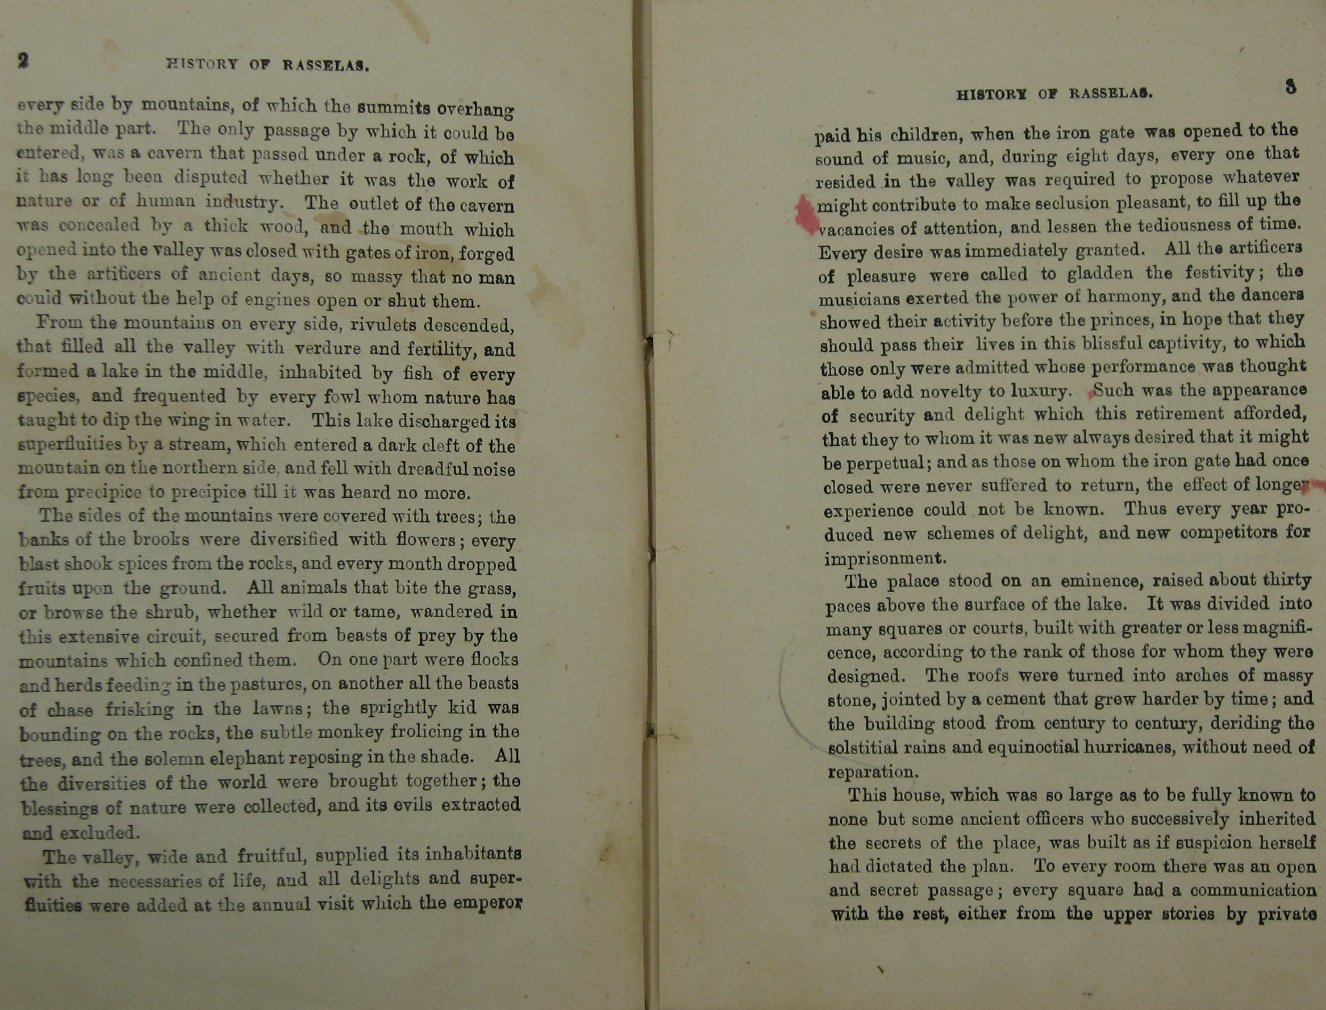 2
HISTORY OF RASSELAS.
every side by mountains, of which the summits overhang
the middle part. The only passage by which it could be
entered, was a cavern that passed under a rock, of which
it has long been disputed whether it was the work of
nature or of human industry. The outlet of the cavern
was concealed by a thick wood, and the mouth which
opened into the valley was closed with gates of iron, forged
by the artificers of ancient days, so massy that no man
could without the help of engines open or shut them.
From the mountains on every side, rivulets descended,
that filled all the valley with verdure and fertility, and
formed a lake in the middle, inhabited by fish of every
species, and frequented by every fowl whom nature has
taught to dip the wing in water. This lake discharged its
superfluities by a stream, which entered a dark cleft of the
mountain on the northern side, and fell with dreadful noise
from precipice to precipice till it was heard no more.
The sides of the mountains were covered with trees; the
banks of the brooks were diversified with flowers; every
blast shook spices from the rocks, and every month dropped
fruits upon the ground. All animals that bite the grass,
or browse the shrub, whether wild or tame, wandered in
this extensive circuit, secured from beasts of prey by the
mountains which confined them. On one part were flocks
and herds feeding in the pastures, on another all the beasts
of chase frisking in the lawns; the sprightly kid was
bounding on the rocks, the subtle monkey frolicing in the
trees, and the solemn elephant reposing in the shade. All
the diversities of the world were brought together; the
blessings of nature were collected, and its evils extracted
and excluded.
The valley, wide and fruitful, supplied its inhabitants
with the necessaries of life, and all delights and super-
fluities were added at the annual visit which the emperor
HISTORY OF RASSELAS.
3
paid his children, when the iron gate was opened to the
sound of music, and, during eight days, every one that
resided in the valley was required to propose whatever
might contribute to make seclusion pleasant, to fill up the
vacancies of attention, and lessen the tediousness of time.
Every desire was immediately granted. All the artificers
of pleasure were called to gladden the festivity; the
musicians exerted the power of harmony, and the dancers
showed their activity before the princes, in hope that they
should pass their lives in this blissful captivity, to which
those only were admitted whose performance was thought
able to add novelty to luxury. Such was the appearance
of security and delight which this retirement afforded,
that they to whom it was new always desired that it might
be perpetual; and as those on whom the iron gate had once
closed were never suffered to return, the effect of longer
experience could not be known. Thus every year pro-
duced new schemes of delight, and new competitors for
imprisonment.
The palace stood on an eminence, raised about thirty
paces above the surface of the lake. It was divided into
many squares or courts, built with greater or less magnifi-
cence, according to the rank of those for whom they were
designed. The roofs were turned into arches of massy
stone, jointed by a cement that grew harder by time; and
the building stood from century to century, deriding the
solstitial rains and equinoctial hurricanes, without need of
reparation.
This house, which was so large as to be fully known to
none but some ancient officers who successively inherited
the secrets of the place, was built as if suspicion herself
had dictated the plan. To every room there was an open
and secret passage; every square had a communication
with the rest, either from the upper stories by private